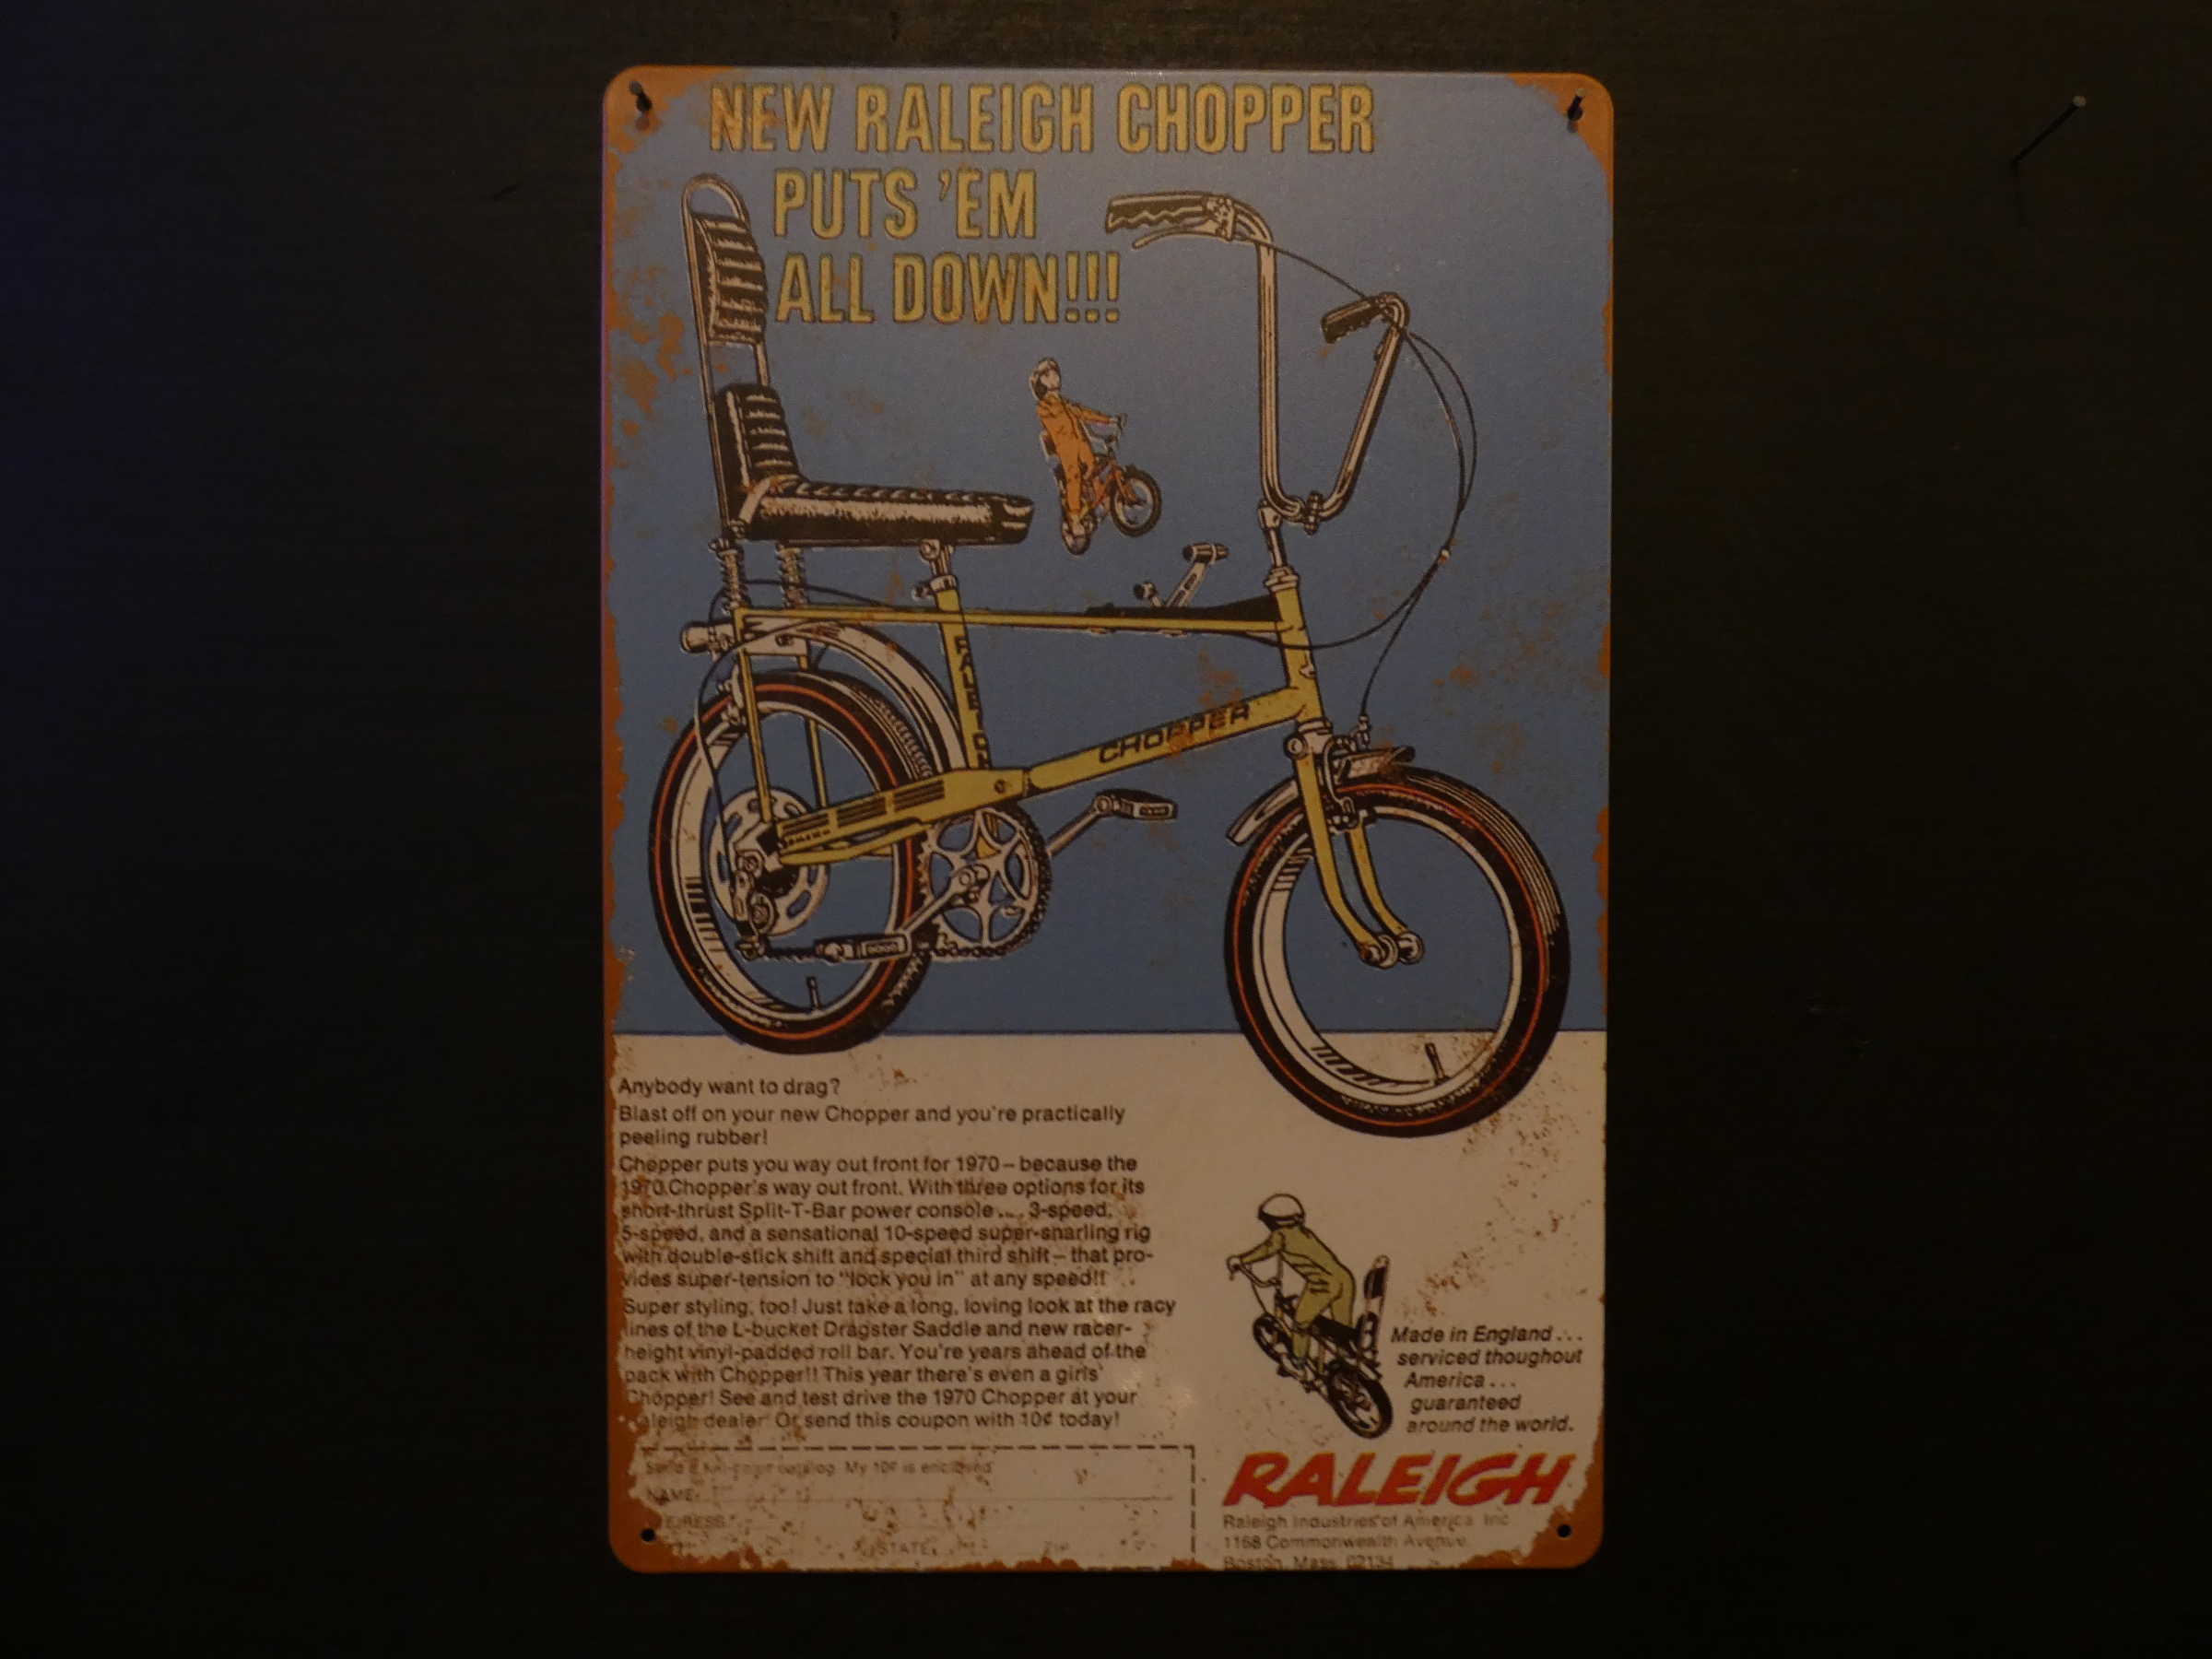 NEW RALEIGH CHOPPER
PUTS 'EM
ALL DOWN!!!
RALEIGH
CHOPPER
Anybody want to drag?
Blast off on your new Chopper and you're practically
peeling rubber!
Chopper puts you way out front for 1970 – because the
1970 Chopper's way out front. With three options for its
short-thrust Split-T-Bar power console ... 3-speed,
5-speed, and a sensational 10-speed super-snarling rig
with double-stick shift and special third shift – that pro-
vides super-tension to "lock you in" at any speed!!
Super styling, too! Just take a long, loving look at the racy
lines of the L-bucket Dragster Saddle and new racer-
height vinyl-padded roll bar. You're years ahead of the
pack with Chopper!! This year there's even a girls'
Chopper! See and test drive the 1970 Chopper at your
Raleigh dealer. Or send this coupon with 10¢ today!
catalog. My 10¢ is enclosed
NAME
STATE
ZIP
Made in England ...
serviced thoughout
America ...
guaranteed
around the world.
RALEIGH
Raleigh Industries of America, Inc
1168 Commonwealth Avenue
Boston, Mass. 02134